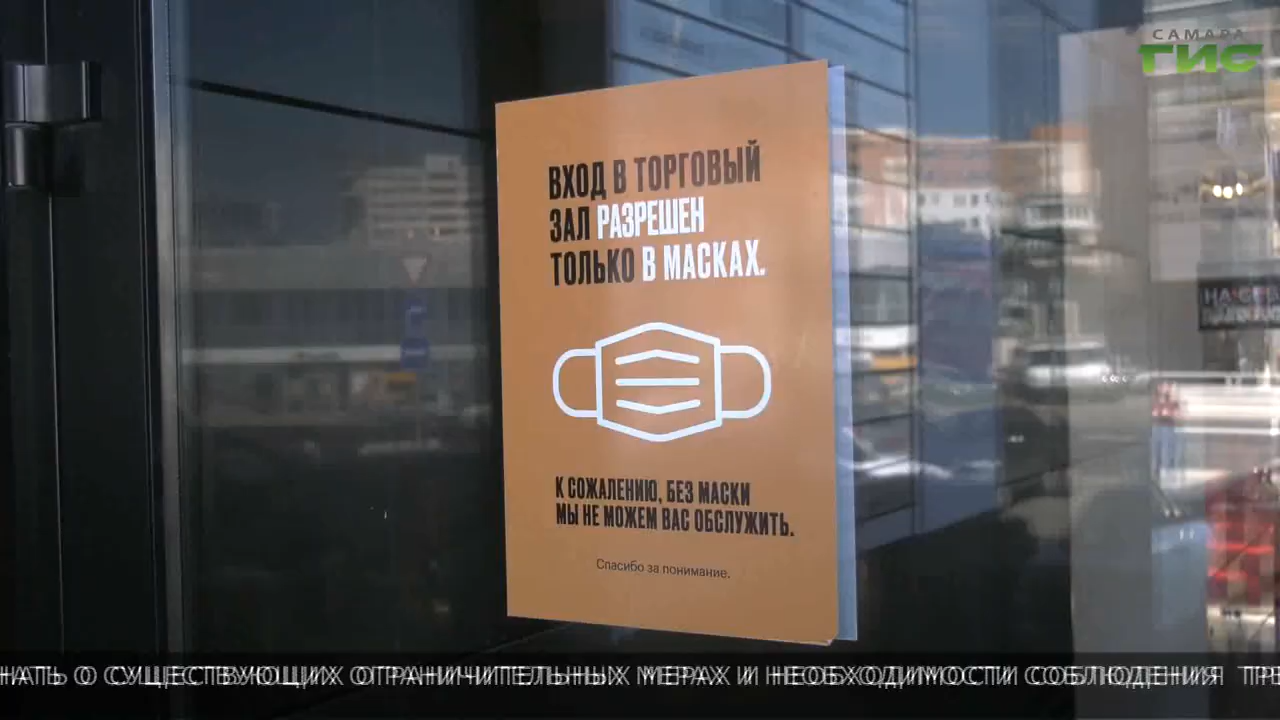 САМАРА
ГИС
ВХОД В ТОРГОВЫЙ
ЗАЛ РАЗРЕШЕН
ТОЛЬКО В МАСКАХ.
К СОЖАЛЕНИЮ, БЕЗ МАСКИ
МЫ НЕ МОЖЕМ ВАС ОБСЛУЖИТЬ.
Спасибо за понимание.
О СУЩЕСТВУЮЩИХ ОГРАНИЧИТЕЛЬНЫХ МЕРАХ И НЕОБХОДИМОСТИ СОБЛЮДЕНИЯ